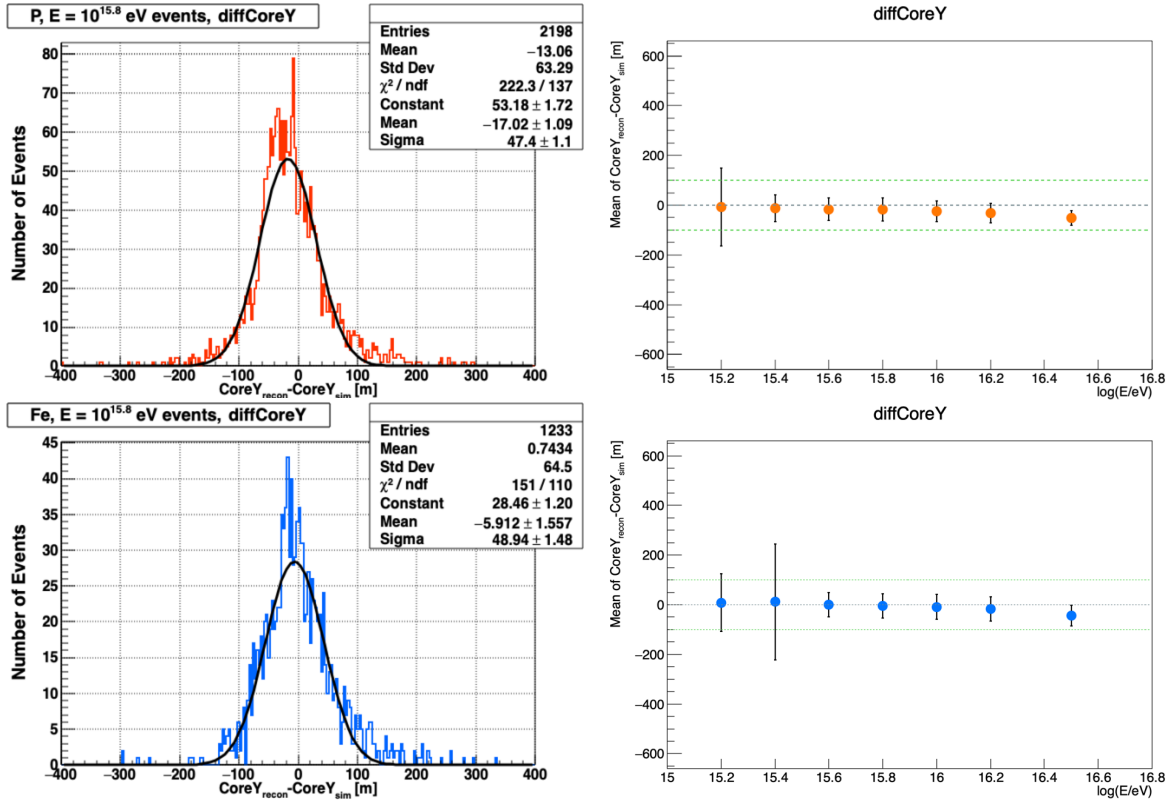 P, E = 10^15.8 eV events, diffCoreY
Entries 2198
Mean −13.06
Std Dev 63.29
χ² / ndf 222.3 / 137
Constant 53.18 ± 1.72
Mean −17.02 ± 1.09
Sigma 47.4 ± 1.1
Number of Events
80
70
60
50
40
30
20
10
0
−400 −300 −200 −100 0 100 200 300 400
CoreY_recon-CoreY_sim [m]
diffCoreY
Mean of CoreY_recon-CoreY_sim [m]
600
400
200
0
−200
−400
−600
15 15.2 15.4 15.6 15.8 16 16.2 16.4 16.6 16.8
log(E/eV)
Fe, E = 10^15.8 eV events, diffCoreY
Entries 1233
Mean 0.7434
Std Dev 64.5
χ² / ndf 151 / 110
Constant 28.46 ± 1.20
Mean −5.912 ± 1.557
Sigma 48.94 ± 1.48
Number of Events
45
40
35
30
25
20
15
10
5
0
−400 −300 −200 −100 0 100 200 300 400
CoreY_recon-CoreY_sim [m]
diffCoreY
Mean of CoreY_recon-CoreY_sim [m]
600
400
200
0
−200
−400
−600
15 15.2 15.4 15.6 15.8 16 16.2 16.4 16.6 16.8
log(E/eV)